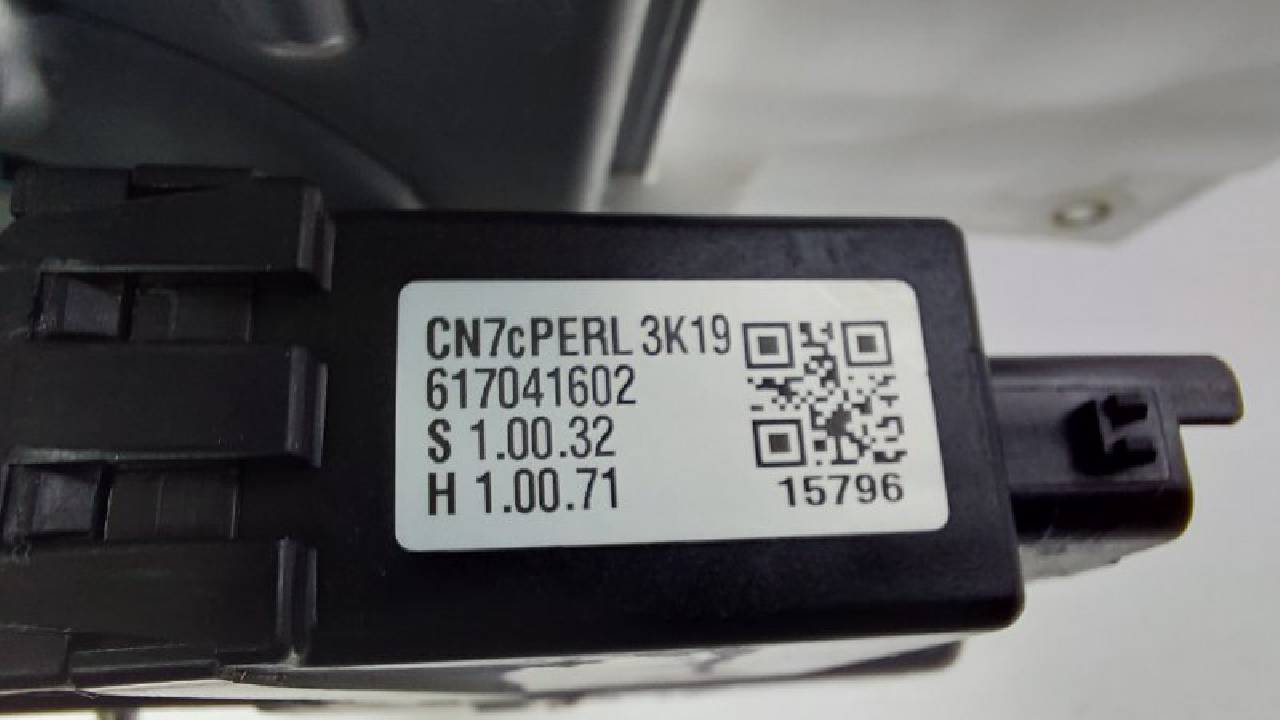 CN7cPERL 3K19
617041602
S 1.00.32
H 1.00.71
15796